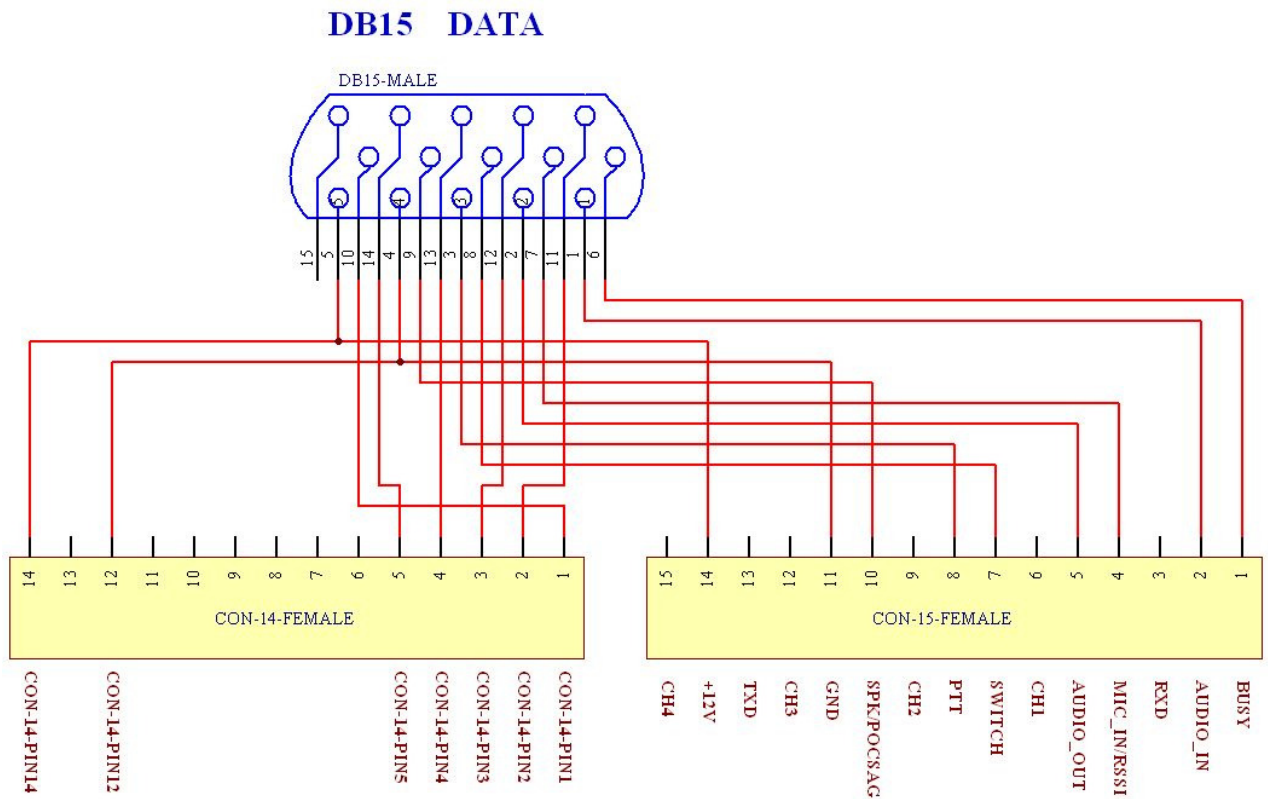 DB15 DATA
DB15-MALE
5 4 3 2 1
15 5 10 14 4 9 13 3 8 12 2 7 11 1 6
14 13 12 11 10 9 8 7 6 5 4 3 2 1
CON-14-FEMALE
CON-14-PIN14
CON-14-PIN12
CON-14-PIN5
CON-14-PIN4
CON-14-PIN3
CON-14-PIN2
CON-14-PIN1
15 14 13 12 11 10 9 8 7 6 5 4 3 2 1
CON-15-FEMALE
CH4
+12V
TXD
CH3
GND
SPK/POCSAG
CH2
PTT
SWITCH
CH1
AUDIO_OUT
MIC_IN/RSSI
RXD
AUDIO_IN
BUSY